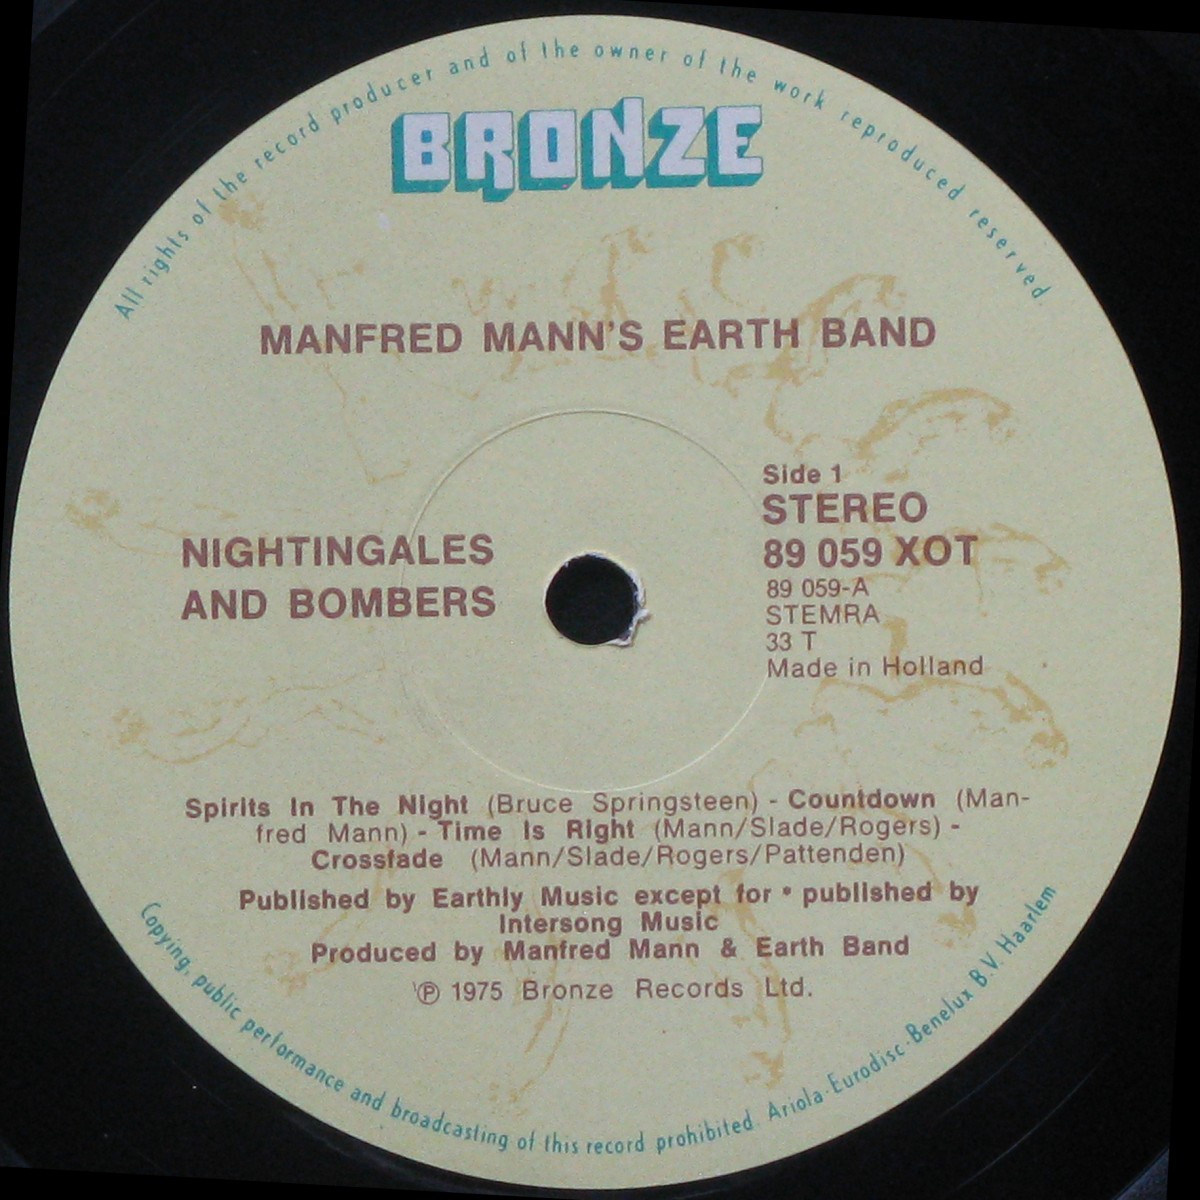 All rights of the record producer and of the owner of the work reproduced reserved
BRONZE
MANFRED MANN'S EARTH BAND
NIGHTINGALES
AND BOMBERS
Side 1
STEREO
89 059 XOT
89 059-A
STEMRA
33 T
Made in Holland
Spirits In The Night (Bruce Springsteen) - Countdown (Man-
fred Mann) - Time Is Right (Mann/Slade/Rogers) -
Crossfade (Mann/Slade/Rogers/Pattenden)
Published by Earthly Music except for * published by
Intersong Music
Produced by Manfred Mann & Earth Band
℗ 1975 Bronze Records Ltd.
Copying, public performance and broadcasting of this record prohibited. Ariola-Eurodisc-Benelux B.V. Haarlem